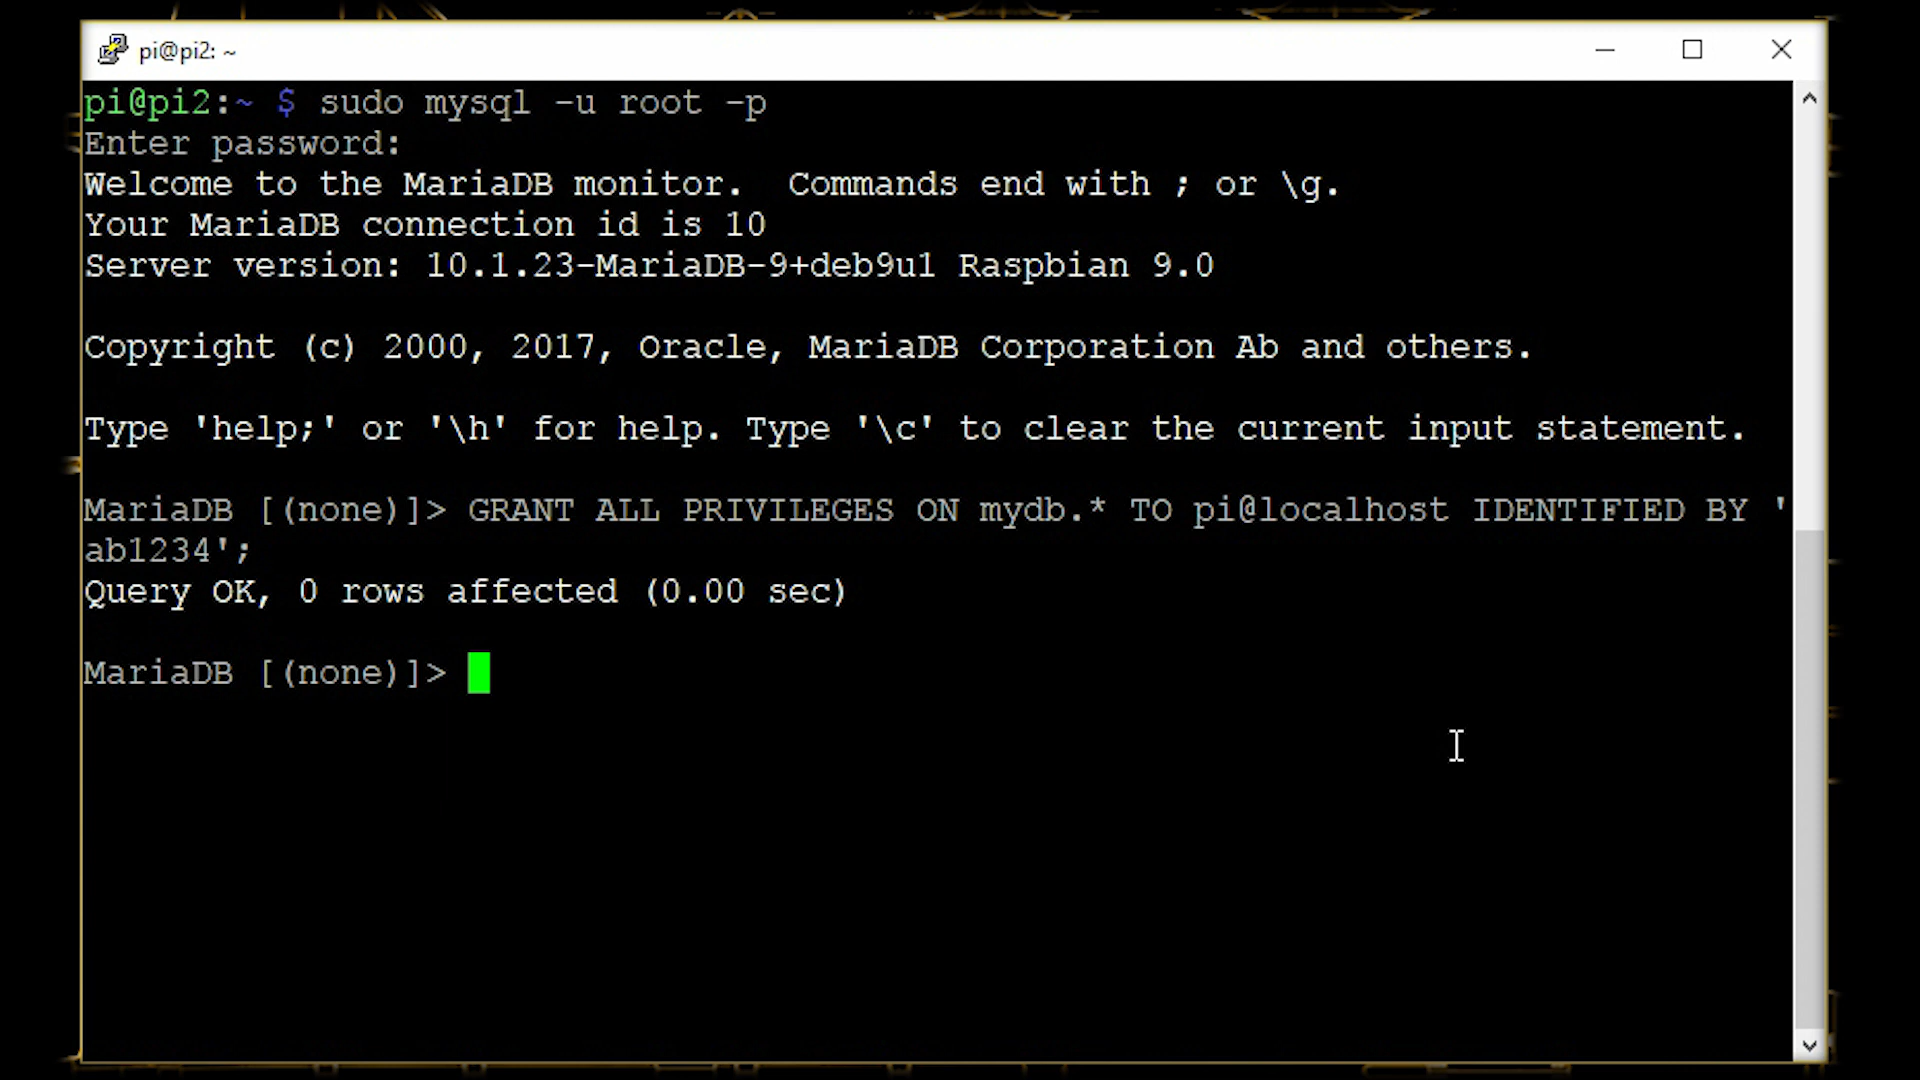 pi@pi2: ~
pi@pi2:~ $ sudo mysql -u root -p
Enter password:
Welcome to the MariaDB monitor.  Commands end with ; or \g.
Your MariaDB connection id is 10
Server version: 10.1.23-MariaDB-9+deb9u1 Raspbian 9.0
Copyright (c) 2000, 2017, Oracle, MariaDB Corporation Ab and others.
Type 'help;' or '\h' for help. Type '\c' to clear the current input statement.
MariaDB [(none)]> GRANT ALL PRIVILEGES ON mydb.* TO pi@localhost IDENTIFIED BY '
ab1234';
Query OK, 0 rows affected (0.00 sec)
MariaDB [(none)]>